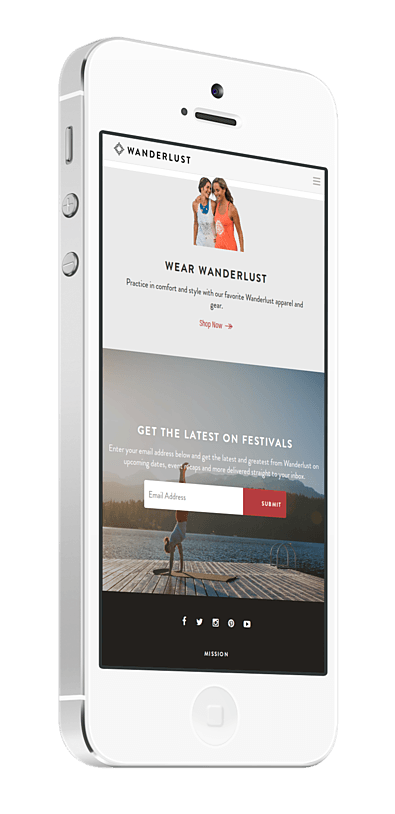 WANDERLUST
WEAR WANDERLUST
Practice in comfort and style with our favorite Wanderlust apparel and
gear.
Shop Now
GET THE LATEST ON FESTIVALS
Enter your email address below and get the latest and greatest from Wanderlust on
upcoming dates, event recaps and more delivered straight to your inbox.
Email Address
SUBMIT
MISSION